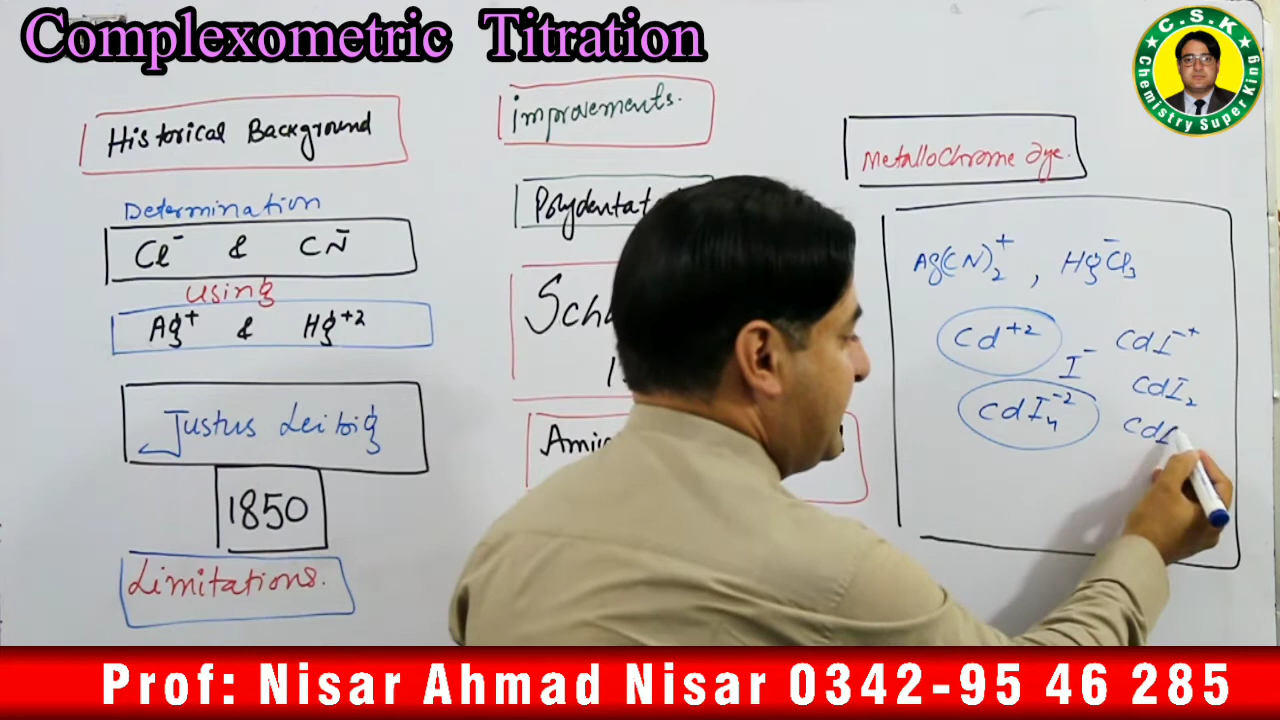 Complexometric Titration
C.S.K
Chemistry Super King
Historical Background
Determination
Cl⁻ & CN⁻
using
Ag⁺ & Hg⁺²
Justus Leibig
1850
Limitations.
improvements.
MetalloChrome dye.
Ag(CN)₂⁺ , HgCl₃⁻
Cd⁺² CdI⁻⁺
I⁻
CdI₂
CdI₄⁻²
CdI
Prof: Nisar Ahmad Nisar 0342-95 46 285